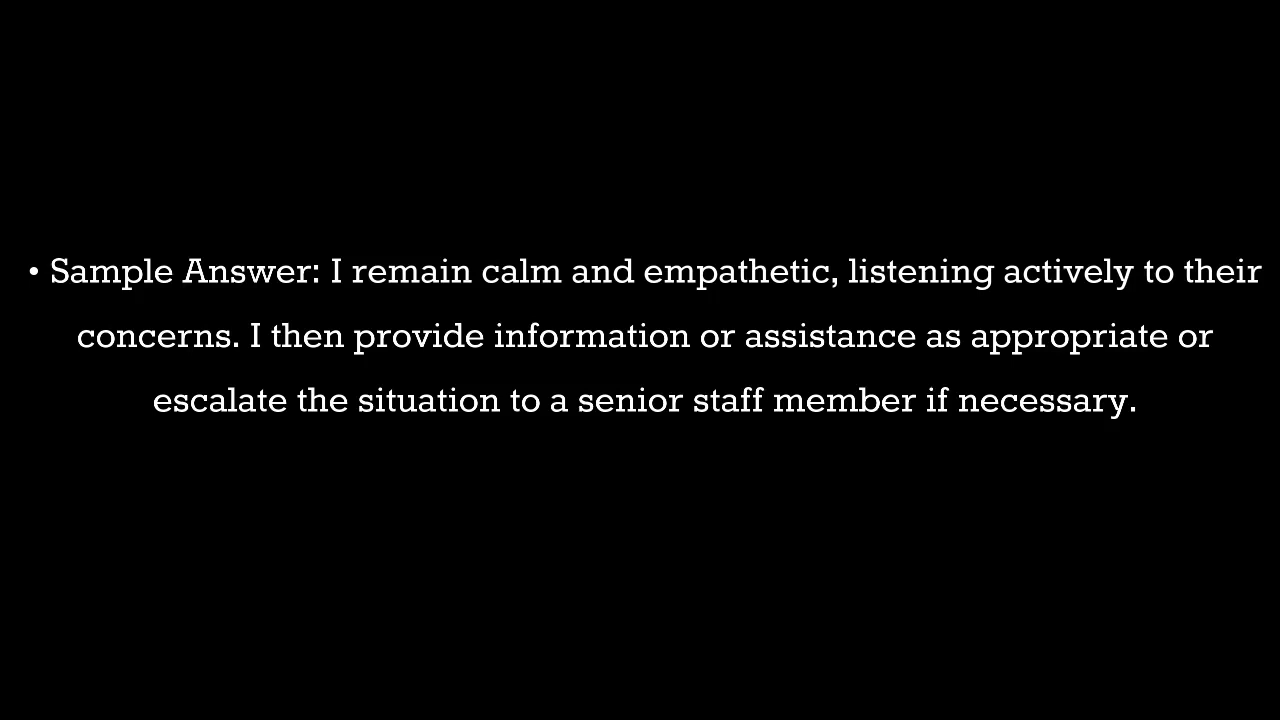 • Sample Answer: I remain calm and empathetic, listening actively to their
concerns. I then provide information or assistance as appropriate or
escalate the situation to a senior staff member if necessary.